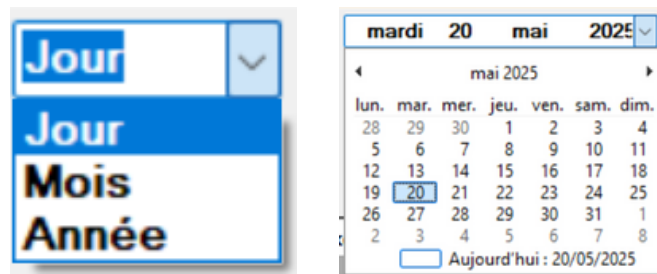 Jour
Jour
Mois
Année
mardi 20 mai 2025
mai 2025
lun. mar. mer. jeu. ven. sam. dim.
28 29 30 1 2 3 4
5 6 7 8 9 10 11
12 13 14 15 16 17 18
19 20 21 22 23 24 25
26 27 28 29 30 31 1
2 3 4 5 6 7 8
Aujourd'hui : 20/05/2025